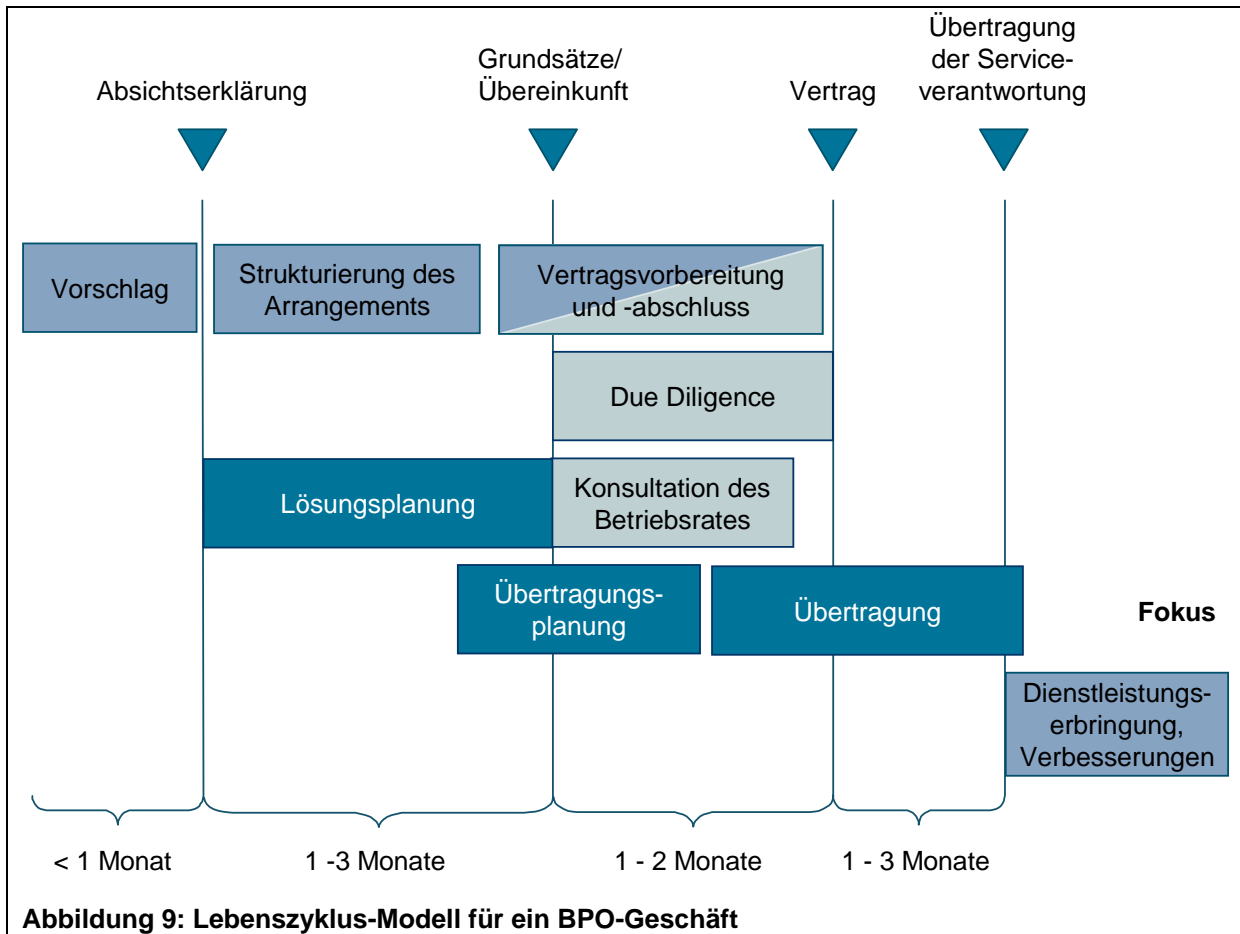 Absichtserklärung
Grundsätze/
Übereinkunft
Vertrag
Übertragung
der Service-
verantwortung
Vorschlag
Strukturierung des
Arrangements
Vertragsvorbereitung
und -abschluss
Due Diligence
Lösungsplanung
Konsultation des
Betriebsrates
Übertragungs-
planung
Übertragung
Fokus
Dienstleistungs-
erbringung,
Verbesserungen
< 1 Monat
1 -3 Monate
1 - 2 Monate
1 - 3 Monate
Abbildung 9: Lebenszyklus-Modell für ein BPO-Geschäft